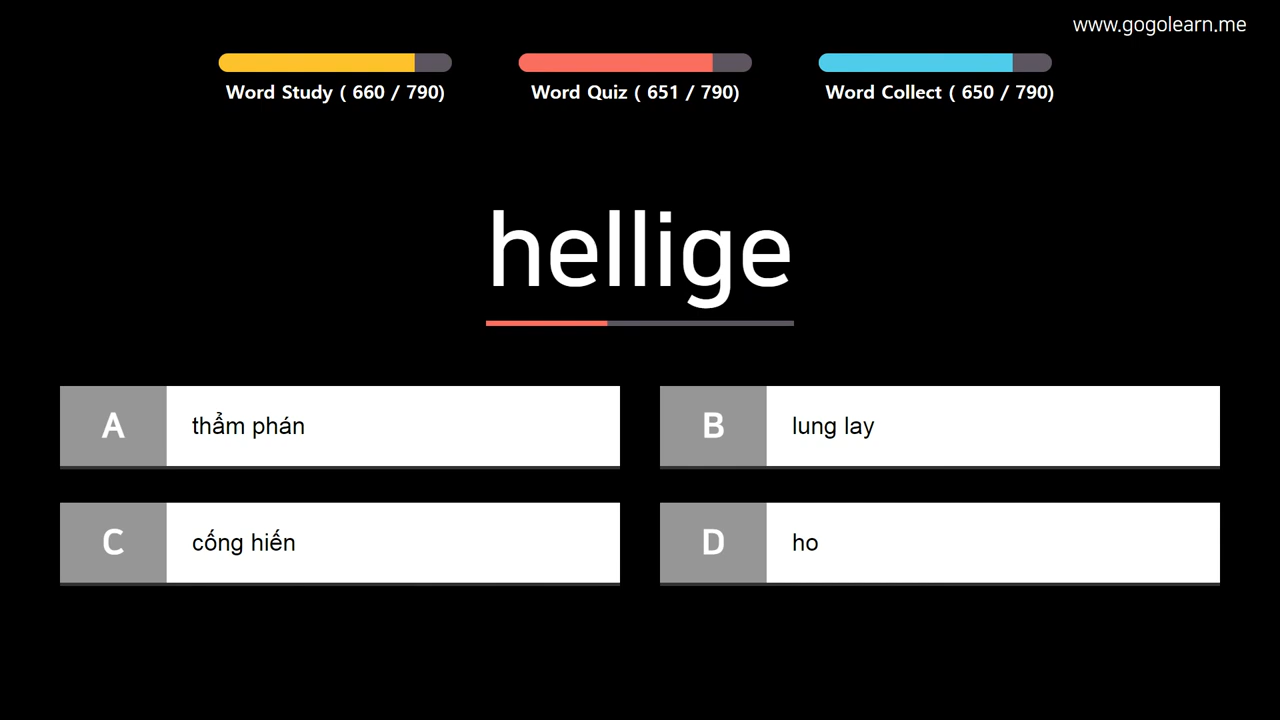 www.gogolearn.me
Word Study ( 660 / 790)
Word Quiz ( 651 / 790)
Word Collect ( 650 / 790)
hellige
A thẩm phán
B lung lay
C cống hiến
D ho